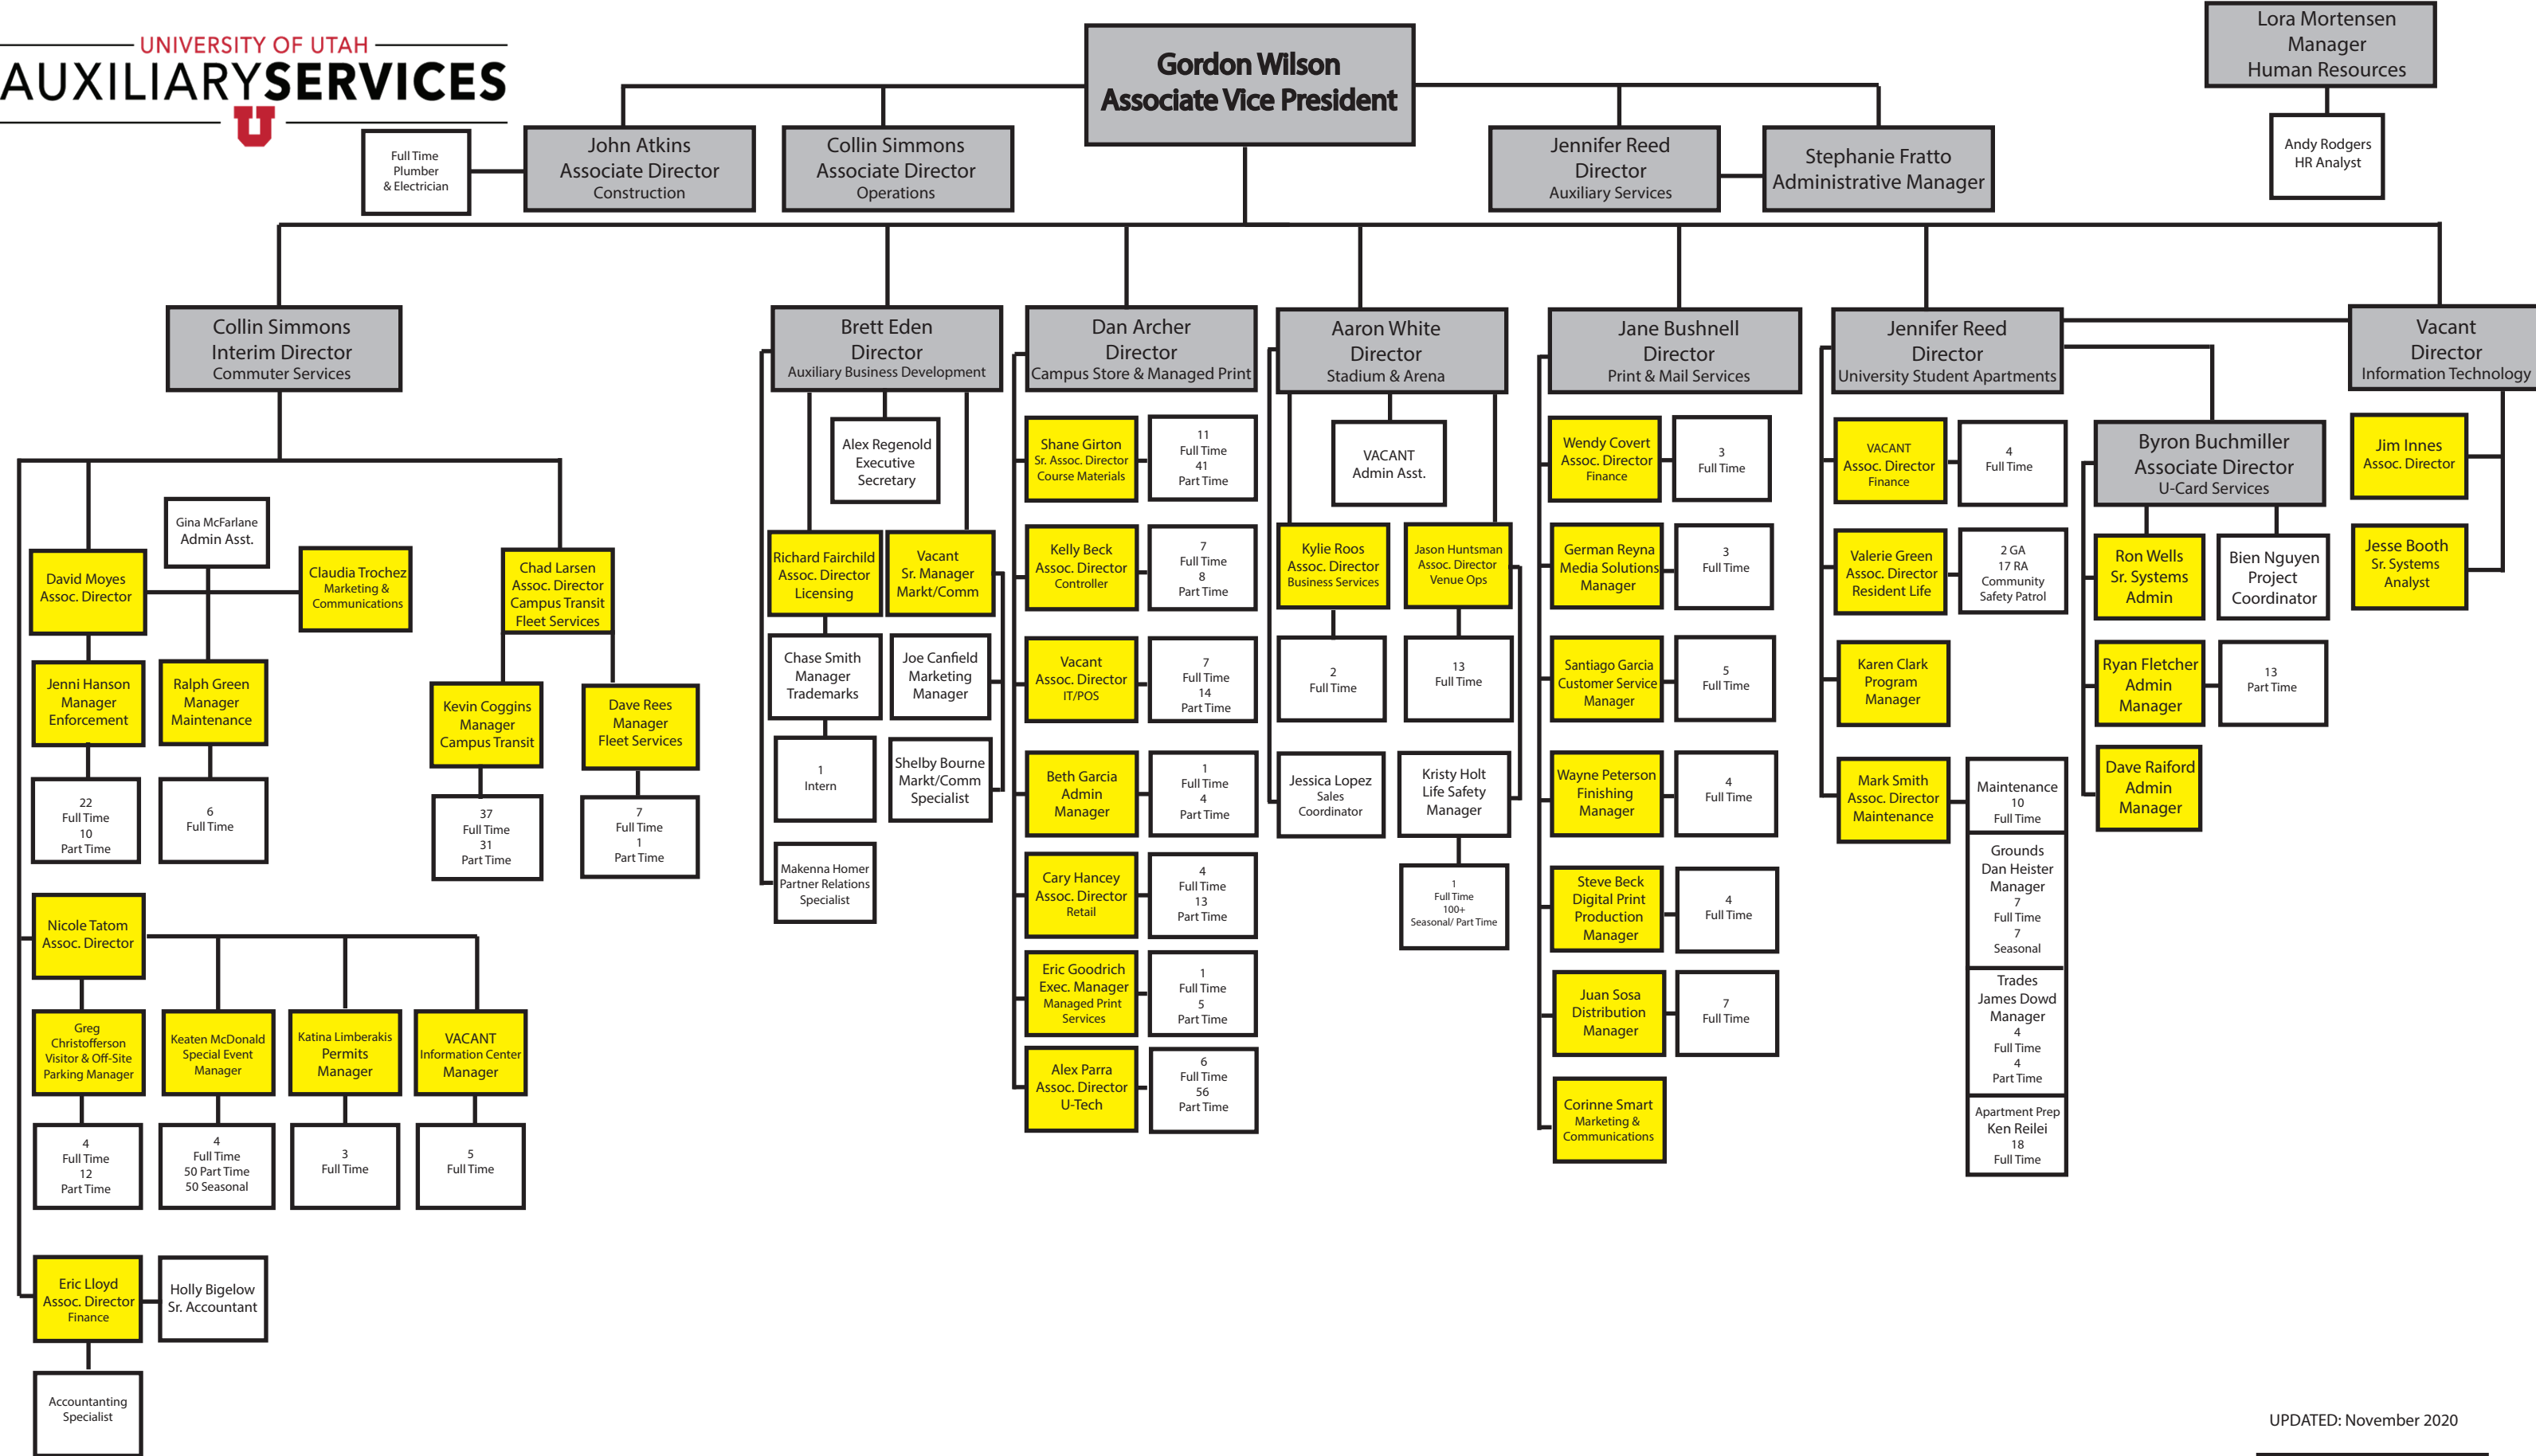 UNIVERSITY OF UTAH
AUXILIARYSERVICES
U
Gordon Wilson
Associate Vice President
Lora Mortensen
Manager
Human Resources
Andy Rodgers
HR Analyst
Full Time
Plumber
& Electrician
John Atkins
Associate Director
Construction
Collin Simmons
Associate Director
Operations
Jennifer Reed
Director
Auxiliary Services
Stephanie Fratto
Administrative Manager
Collin Simmons
Interim Director
Commuter Services
David Moyes
Assoc. Director
Gina McFarlane
Admin Asst.
Claudia Trochez
Marketing &
Communications
Chad Larsen
Assoc. Director
Campus Transit
Fleet Services
Jenni Hanson
Manager
Enforcement
Ralph Green
Manager
Maintenance
Kevin Coggins
Manager
Campus Transit
Dave Rees
Manager
Fleet Services
22
Full Time
10
Part Time
6
Full Time
37
Full Time
31
Part Time
7
Full Time
1
Part Time
Nicole Tatom
Assoc. Director
Greg
Christofferson
Visitor & Off-Site
Parking Manager
Keaten McDonald
Special Event
Manager
Katina Limberakis
Permits
Manager
VACANT
Information Center
Manager
4
Full Time
12
Part Time
4
Full Time
50 Part Time
50 Seasonal
3
Full Time
5
Full Time
Eric Lloyd
Assoc. Director
Finance
Holly Bigelow
Sr. Accountant
Accountanting
Specialist
Brett Eden
Director
Auxiliary Business Development
Alex Regenold
Executive
Secretary
Richard Fairchild
Assoc. Director
Licensing
Vacant
Sr. Manager
Markt/Comm
Chase Smith
Manager
Trademarks
Joe Canfield
Marketing
Manager
1
Intern
Shelby Bourne
Markt/Comm
Specialist
Makenna Homer
Partner Relations
Specialist
Dan Archer
Director
Campus Store & Managed Print
Shane Girton
Sr. Assoc. Director
Course Materials
11
Full Time
41
Part Time
Kelly Beck
Assoc. Director
Controller
7
Full Time
8
Part Time
Vacant
Assoc. Director
IT/POS
7
Full Time
14
Part Time
Beth Garcia
Admin
Manager
1
Full Time
4
Part Time
Cary Hancey
Assoc. Director
Retail
4
Full Time
13
Part Time
Eric Goodrich
Exec. Manager
Managed Print
Services
1
Full Time
5
Part Time
Alex Parra
Assoc. Director
U-Tech
6
Full Time
56
Part Time
Aaron White
Director
Stadium & Arena
VACANT
Admin Asst.
Kylie Roos
Assoc. Director
Business Services
Jason Huntsman
Assoc. Director
Venue Ops
2
Full Time
13
Full Time
Jessica Lopez
Sales
Coordinator
Kristy Holt
Life Safety
Manager
1
Full Time
100+
Seasonal/ Part Time
Jane Bushnell
Director
Print & Mail Services
Wendy Covert
Assoc. Director
Finance
3
Full Time
German Reyna
Media Solutions
Manager
3
Full Time
Santiago Garcia
Customer Service
Manager
5
Full Time
Wayne Peterson
Finishing
Manager
4
Full Time
Steve Beck
Digital Print
Production
Manager
4
Full Time
Juan Sosa
Distribution
Manager
7
Full Time
Corinne Smart
Marketing &
Communications
Jennifer Reed
Director
University Student Apartments
VACANT
Assoc. Director
Finance
4
Full Time
Valerie Green
Assoc. Director
Resident Life
2 GA
17 RA
Community
Safety Patrol
Karen Clark
Program
Manager
Mark Smith
Assoc. Director
Maintenance
Maintenance
10
Full Time
Grounds
Dan Heister
Manager
7
Full Time
7
Seasonal
Trades
James Dowd
Manager
4
Full Time
4
Part Time
Apartment Prep
Ken Reilei
18
Full Time
Byron Buchmiller
Associate Director
U-Card Services
Ron Wells
Sr. Systems
Admin
Bien Nguyen
Project
Coordinator
Ryan Fletcher
Admin
Manager
13
Part Time
Dave Raiford
Admin
Manager
Vacant
Director
Information Technology
Jim Innes
Assoc. Director
Jesse Booth
Sr. Systems
Analyst
UPDATED: November 2020